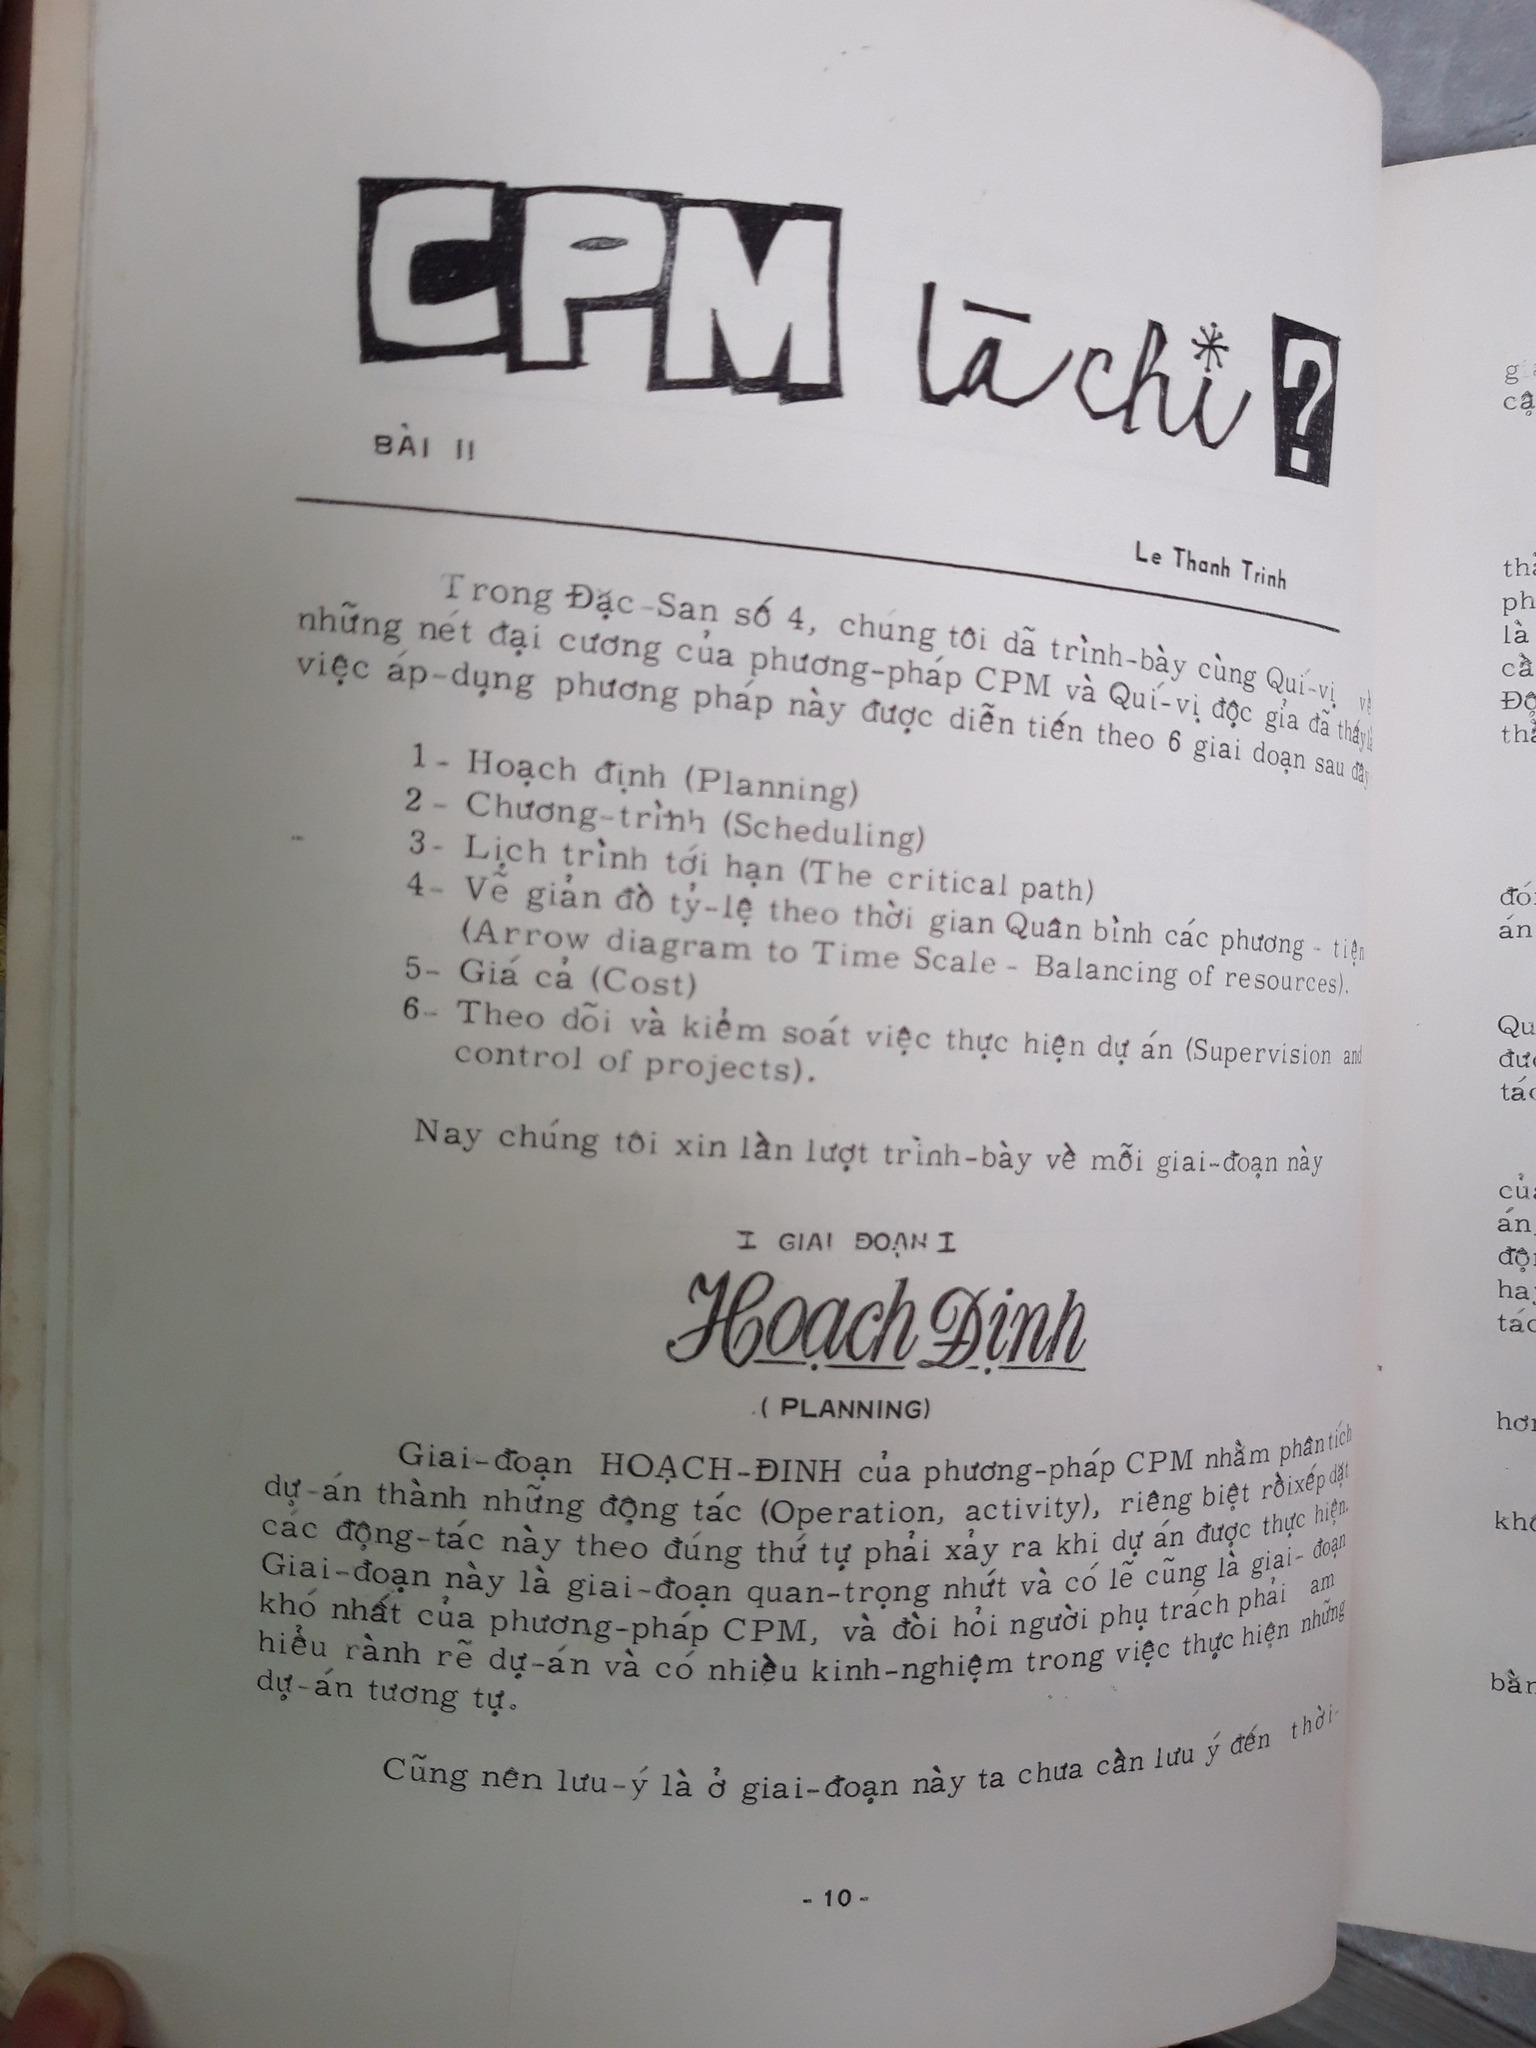 CPM là chi ?
BÀI II
Le Thanh Trinh
Trong Đặc-San số 4, chúng tôi dã trình-bày cùng Quí-vị về
những nét đại cương của phương-pháp CPM và Quí-vị độc gỉa đã thấy là
việc áp-dụng phương pháp này được diễn tiến theo 6 giai doạn sau đây
1- Hoạch định (Planning)
2- Chương-trình (Scheduling)
3- Lịch trình tới hạn (The critical path)
4- Vẽ giản đồ tỷ-lệ theo thời gian Quân bình các phương - tiện
(Arrow diagram to Time Scale - Balancing of resources).
5- Giá cả (Cost)
6- Theo dõi và kiểm soát việc thực hiện dự án (Supervision and
control of projects).
Nay chúng tôi xin lần lượt trình-bày về mỗi giai-đoạn này
I GIAI ĐOẠN I
Hoạch Định
(PLANNING)
Giai-đoạn HOẠCH-ĐINH của phương-pháp CPM nhằm phân tích
dự-án thành những động tác (Operation, activity), riêng biệt rồi xếp dặt
các động-tác này theo đúng thứ tự phải xảy ra khi dự án được thực hiện.
Giai-đoạn này là giai-đoạn quan-trọng nhứt và có lẽ cũng là giai-đoạn
khó nhất của phương-pháp CPM, và đòi hỏi người phụ trách phải am
hiểu rành rẽ dự-án và có nhiều kinh-nghiệm trong việc thực hiện những
dự-án tương tự.
Cũng nên lưu-ý là ở giai-đoạn này ta chưa cần lưu ý đến thời-
- 10 -
cậ
là
cầ
án
của
án,
tác